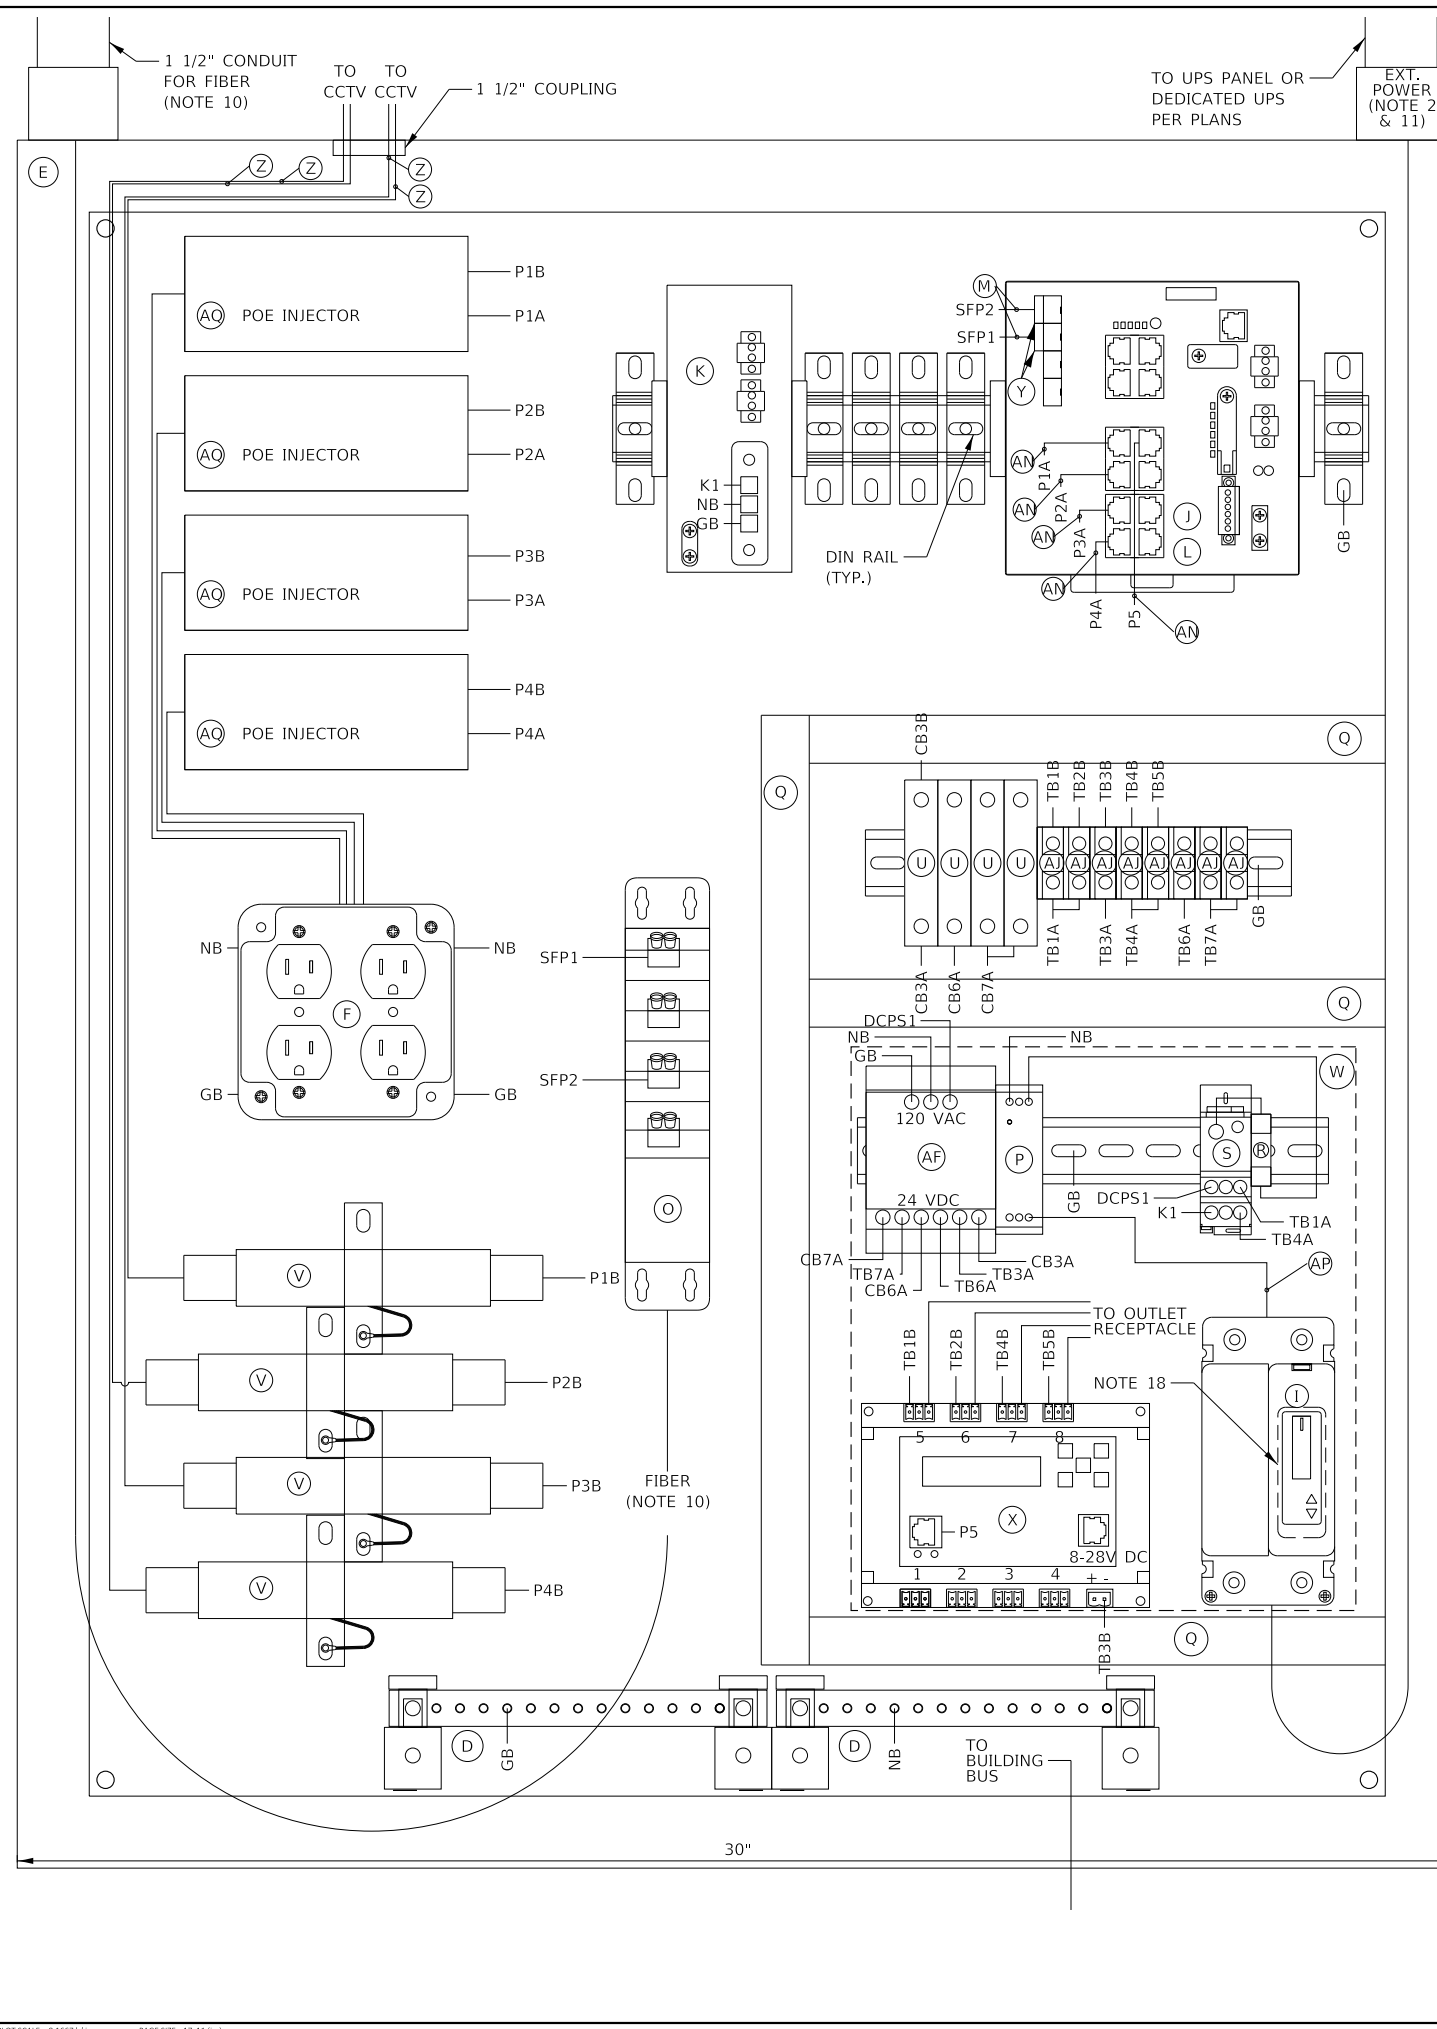 1 1/2" CONDUIT
FOR FIBER
(NOTE 10)
TO
CCTV
TO
CCTV
1 1/2" COUPLING
TO UPS PANEL OR
DEDICATED UPS
PER PLANS
EXT.
POWER
(NOTE 2
& 11)
E
Z
Z
Z
Z
P1B
AQ POE INJECTOR P1A
P2B
AQ POE INJECTOR P2A
P3B
AQ POE INJECTOR P3A
P4B
AQ POE INJECTOR P4A
K
K1
NB
GB
M
SFP2
SFP1
Y
AN
P1A
AN
P2A
AN
P3A
AN
P4A
P5
AN
J
L
GB
DIN RAIL
(TYP.)
Q
Q
CB3B
TB1B
TB2B
TB3B
TB4B
TB5B
U
U
U
U
AJ
AJ
AJ
AJ
AJ
AJ
AJ
AJ
GB
CB3A
CB6A
CB7A
TB1A
TB3A
TB4A
TB6A
TB7A
Q
NB
NB
F
GB
GB
SFP1
SFP2
O
DCPS1
NB
GB
NB
W
120 VAC
AF
24 VDC
P
GB
S
R
DCPS1
K1
TB1A
TB4A
CB7A
TB7A
CB6A
TB6A
TB3A
CB3A
AP
TO OUTLET
RECEPTACLE
TB1B
TB2B
TB4B
TB5B
NOTE 18
I
5
6
7
8
X
P5
8-28V DC
1
2
3
4
+ -
TB3B
Q
V
P1B
V
P2B
V
P3B
V
P4B
FIBER
(NOTE 10)
D
GB
D
NB
TO
BUILDING
BUS
30"